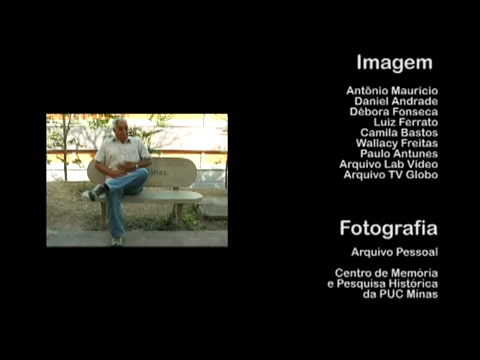 Imagem
Antônio Maurício
Daniel Andrade
Débora Fonseca
Luiz Ferrato
Camila Bastos
Wallacy Freitas
Paulo Antunes
Arquivo Lab Vídeo
Arquivo TV Globo
Fotografia
Arquivo Pessoal
Centro de Memória
e Pesquisa Histórica
da PUC Minas